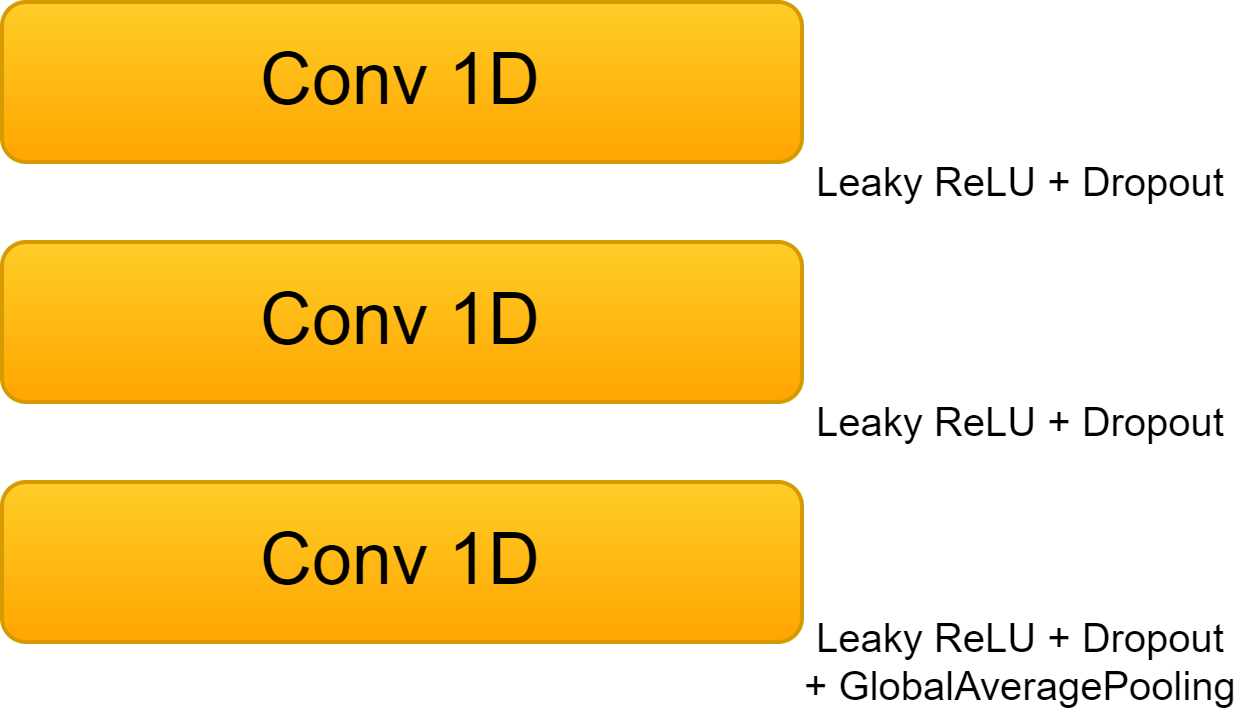 Conv 1D
Leaky ReLU + Dropout
Conv 1D
Leaky ReLU + Dropout
Conv 1D
Leaky ReLU + Dropout
+ GlobalAveragePooling